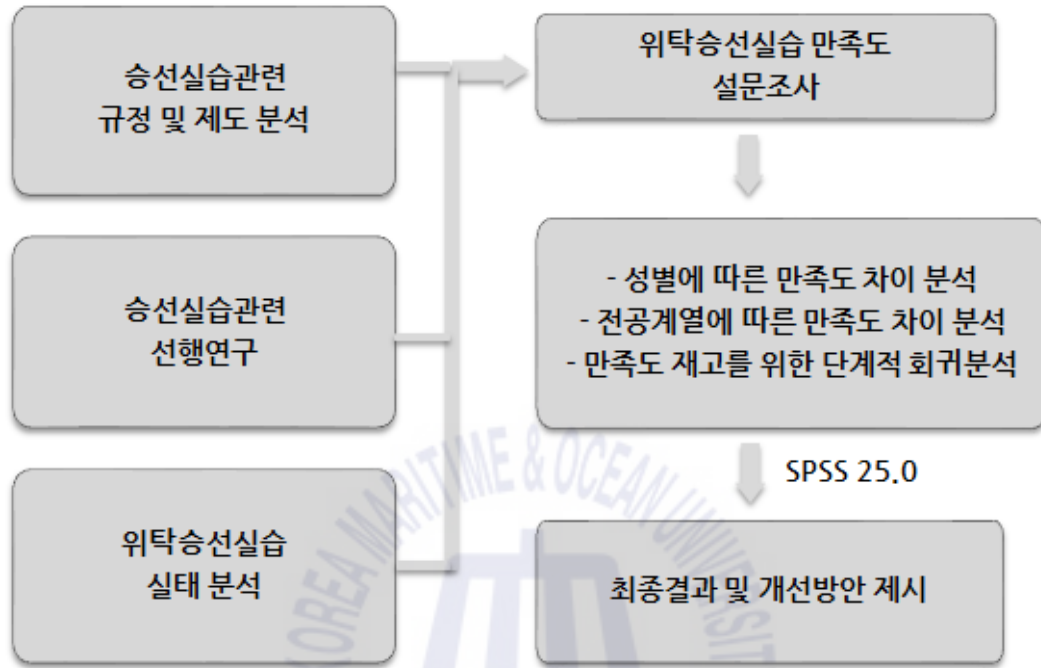 승선실습관련
규정 및 제도 분석
승선실습관련
선행연구
위탁승선실습
실태 분석
위탁승선실습 만족도
설문조사
- 성별에 따른 만족도 차이 분석
- 전공계열에 따른 만족도 차이 분석
- 만족도 재고를 위한 단계적 회귀분석
SPSS 25.0
최종결과 및 개선방안 제시
KOREA MARITIME & OCEAN